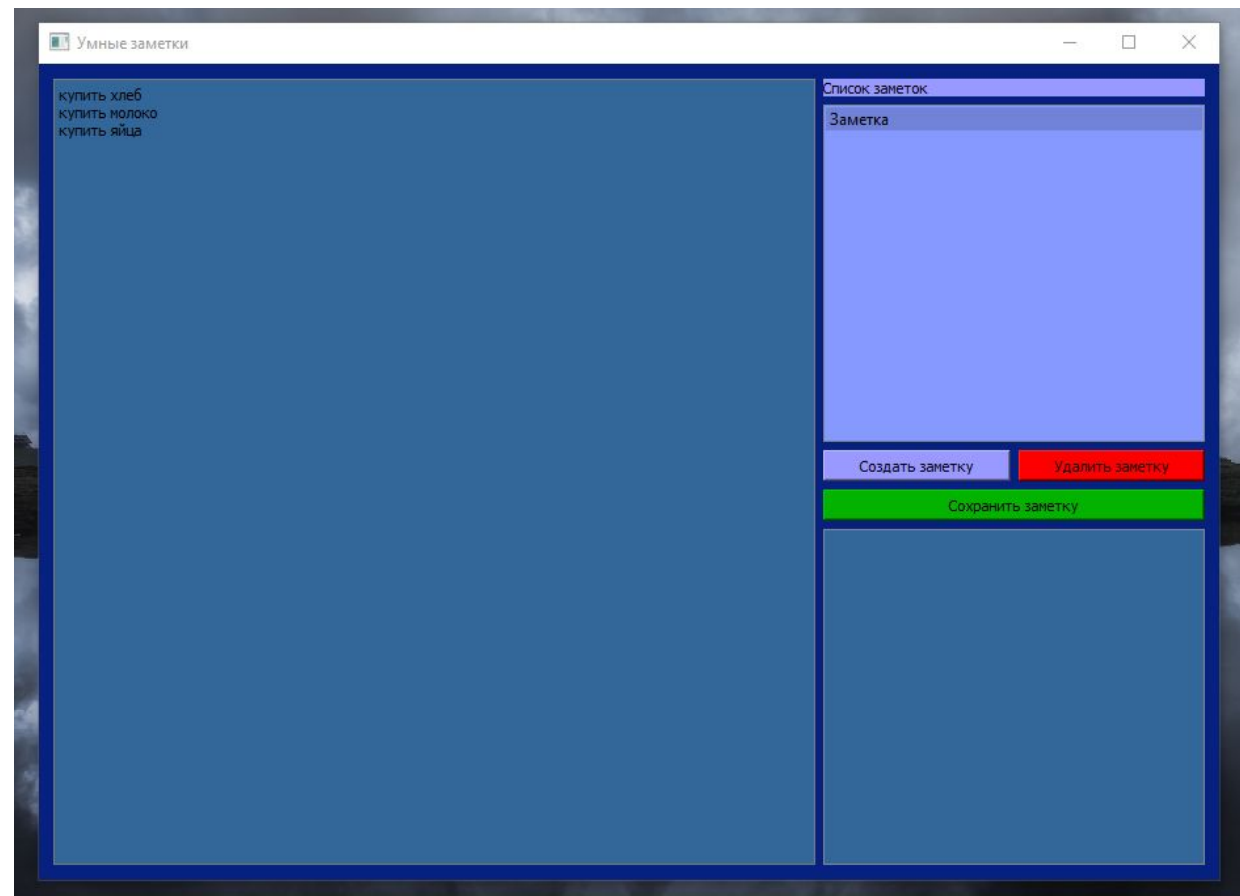 Умные заметки
купить хлеб
купить молоко
купить яйца
Список заметок
Заметка
Создать заметку
Удалить заметку
Сохранить заметку